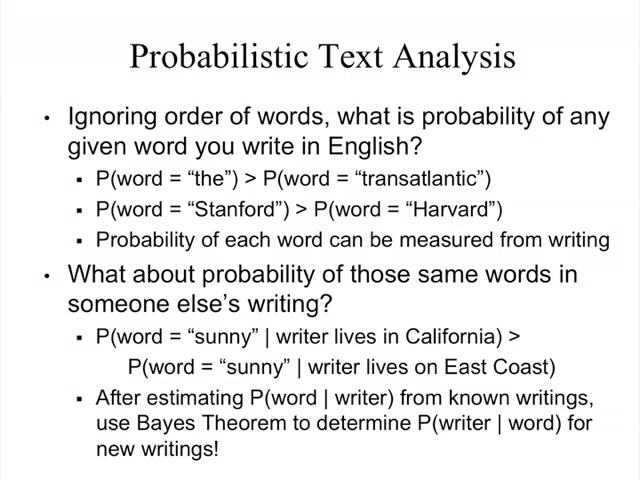 Probabilistic Text Analysis
• Ignoring order of words, what is probability of any
given word you write in English?
▪ P(word = “the”) > P(word = “transatlantic”)
▪ P(word = “Stanford”) > P(word = “Harvard”)
▪ Probability of each word can be measured from writing
• What about probability of those same words in
someone else’s writing?
▪ P(word = “sunny” | writer lives in California) >
P(word = “sunny” | writer lives on East Coast)
▪ After estimating P(word | writer) from known writings,
use Bayes Theorem to determine P(writer | word) for
new writings!